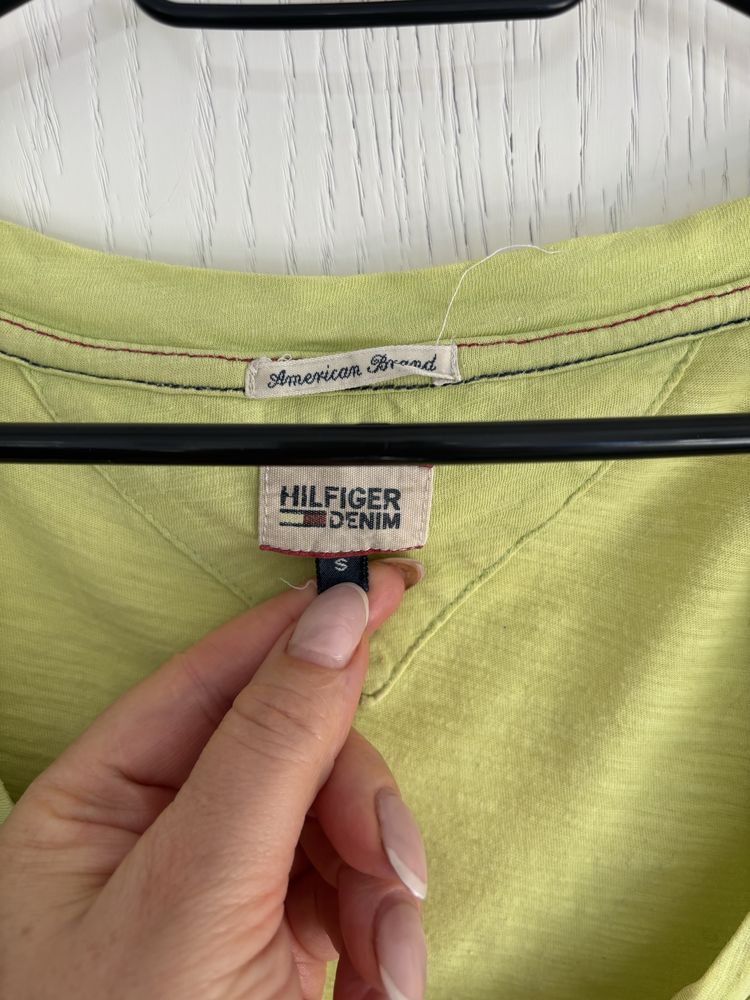 American Brand
HILFIGER
DENIM
S